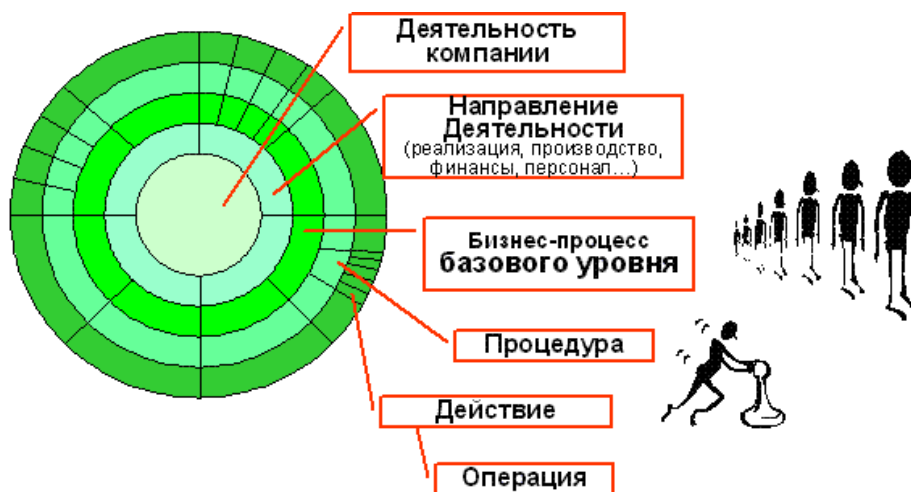 Деятельность
компании
Направление
Деятельности
(реализация, производство,
финансы, персонал...)
Бизнес-процесс
базового уровня
Процедура
Действие
Операция